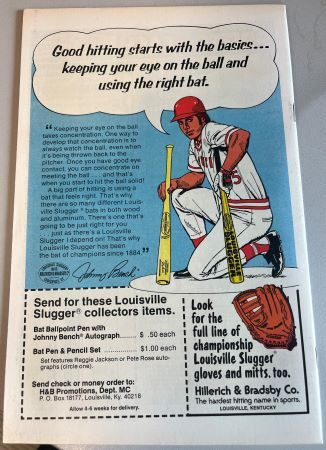 Good hitting starts with the basics...
keeping your eye on the ball and
using the right bat.
“ Keeping your eye on the ball
takes concentration. One way to
develop that concentration is to
always watch the ball, even when
it's being thrown back to the
pitcher. Once you have good eye
contact, you can concentrate on
meeting the ball . . . and that's
when you start to hit the ball solid!
A big part of hitting is using a
bat that feels right. That's why
there are so many different Louis-
ville Slugger® bats in both wood
and aluminum. There's one that's
going to be just right for you
. . . just as there's a Louisville
Slugger I depend on! That's why
Louisville Slugger has been
the bat of champions since 1884.”
Johnny Bench
Send for these Louisville
Slugger® collectors items.
Bat Ballpoint Pen with
Johnny Bench® Autograph........ $ .50 each
Bat Pen & Pencil Set ............. $1.00 each
Set features Reggie Jackson or Pete Rose auto-
graphs (circle one).
Send check or money order to:
H&B Promotions, Dept. MC
P. O. Box 18177, Louisville, Ky. 40218
Allow 4-6 weeks for delivery.
Look
for the
full line of
championship
Louisville Slugger®
gloves and mitts, too.
Hillerich & Bradsby Co.
The hardest hitting name in sports.
LOUISVILLE, KENTUCKY